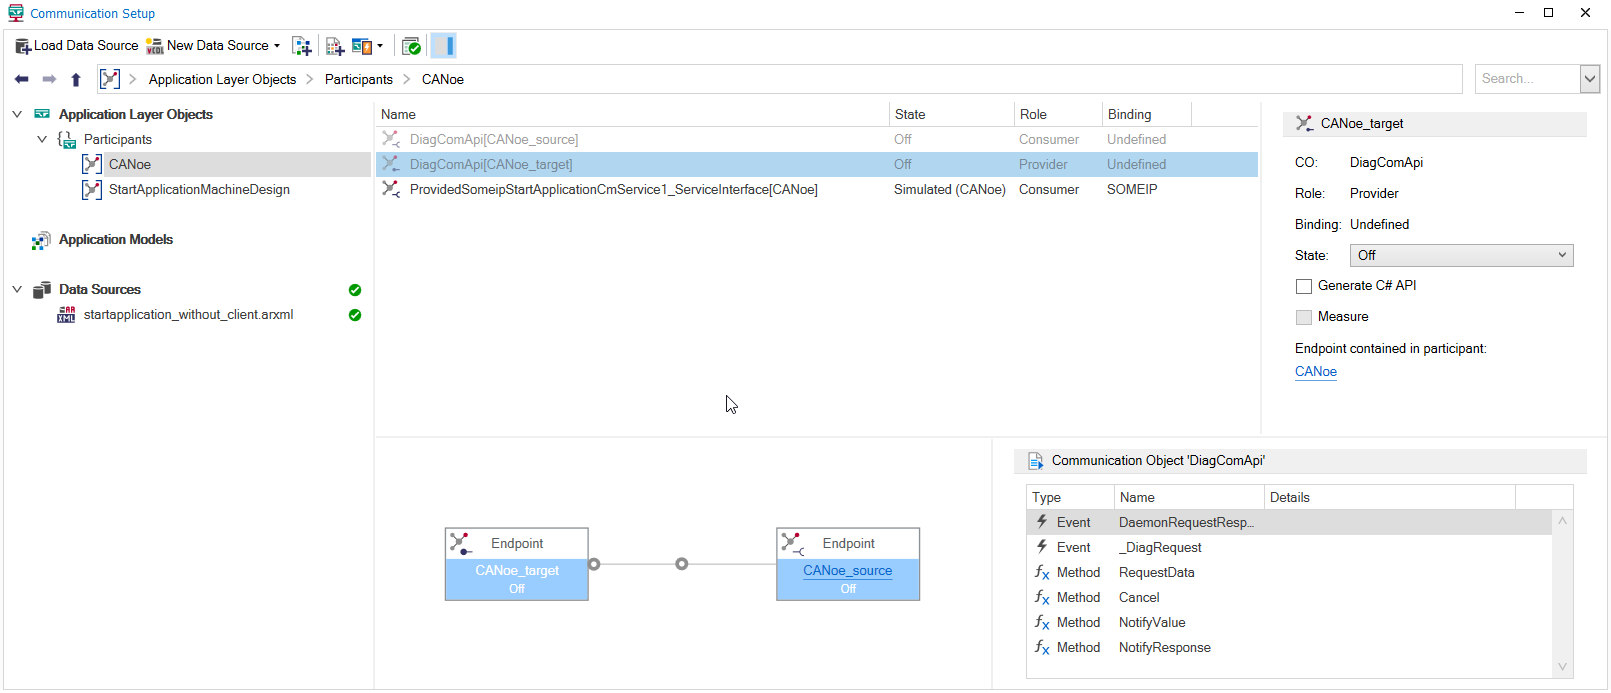 Communication Setup
Load Data Source New Data Source
Application Layer Objects Participants CANoe Search...
Application Layer Objects
Participants
CANoe
StartApplicationMachineDesign
Application Models
Data Sources
startapplication_without_client.arxml
Name State Role Binding
DiagComApi[CANoe_source] Off Consumer Undefined
DiagComApi[CANoe_target] Off Provider Undefined
ProvidedSomeipStartApplicationCmService1_ServiceInterface[CANoe] Simulated (CANoe) Consumer SOMEIP
CANoe_target
CO: DiagComApi
Role: Provider
Binding: Undefined
State: Off
Generate C# API
Measure
Endpoint contained in participant:
CANoe
Endpoint
CANoe_target
Off
Endpoint
CANoe_source
Off
Communication Object 'DiagComApi'
Type Name Details
Event DaemonRequestResp...
Event _DiagRequest
Method RequestData
Method Cancel
Method NotifyValue
Method NotifyResponse